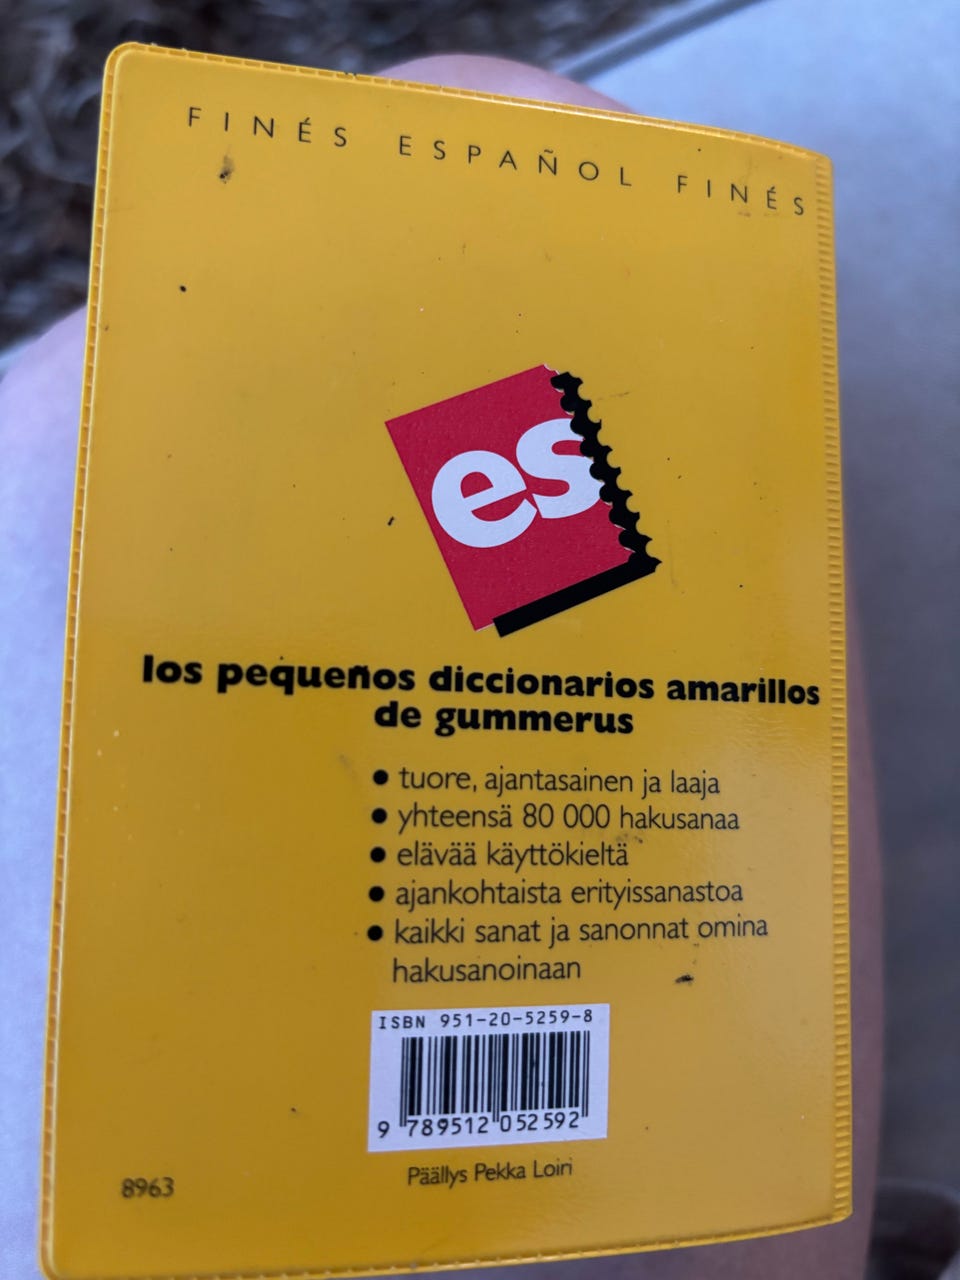 FINÉS ESPAÑOL FINÉS
es
los pequeños diccionarios amarillos
de gummerus
• tuore, ajantasainen ja laaja
• yhteensä 80 000 hakusanaa
• elävää käyttökieltä
• ajankohtaista erityissanastoa
• kaikki sanat ja sanonnat omina
hakusanoinaan
ISBN 951-20-5259-8
9 789512 052592
Päällys Pekka Loiri
8963